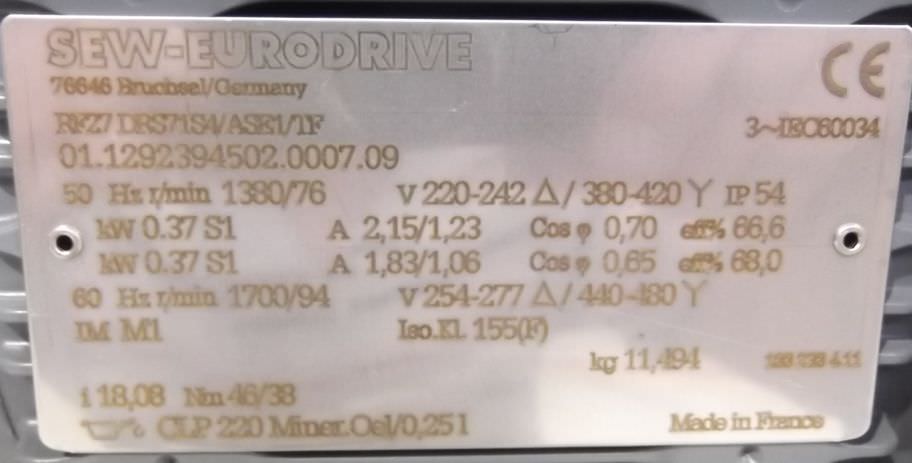 SEW-EURODRIVE
CE
76646 Bruchsal/Germany
RFZ7 DRS71S4/ASE1/TF 3~IEC60034
01.1292394502.0007.09
50 Hz r/min 1380/76 V 220-242 Δ/380-420 Y IP 54
kW 0.37 S1 A 2,15/1,23 Cos φ 0,70 eff% 66,6
kW 0.37 S1 A 1,83/1,06 Cos φ 0,65 eff% 68,0
60 Hz r/min 1700/94 V 254-277 Δ/440-480 Y
IM M1 Iso.Kl. 155(F)
kg 11,494
i 18,08 Nm 46/38
CLP 220 Miner.Oel/0,25 l Made in France